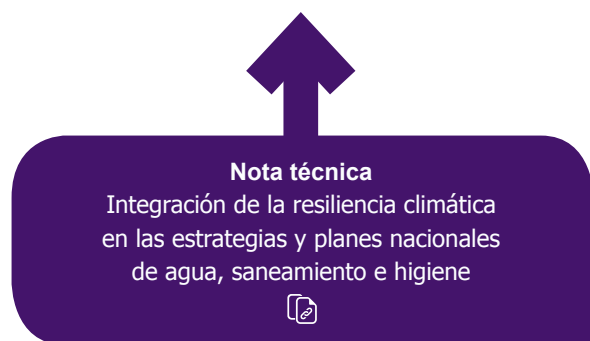 Nota técnica
Integración de la resiliencia climática
en las estrategias y planes nacionales
de agua, saneamiento e higiene